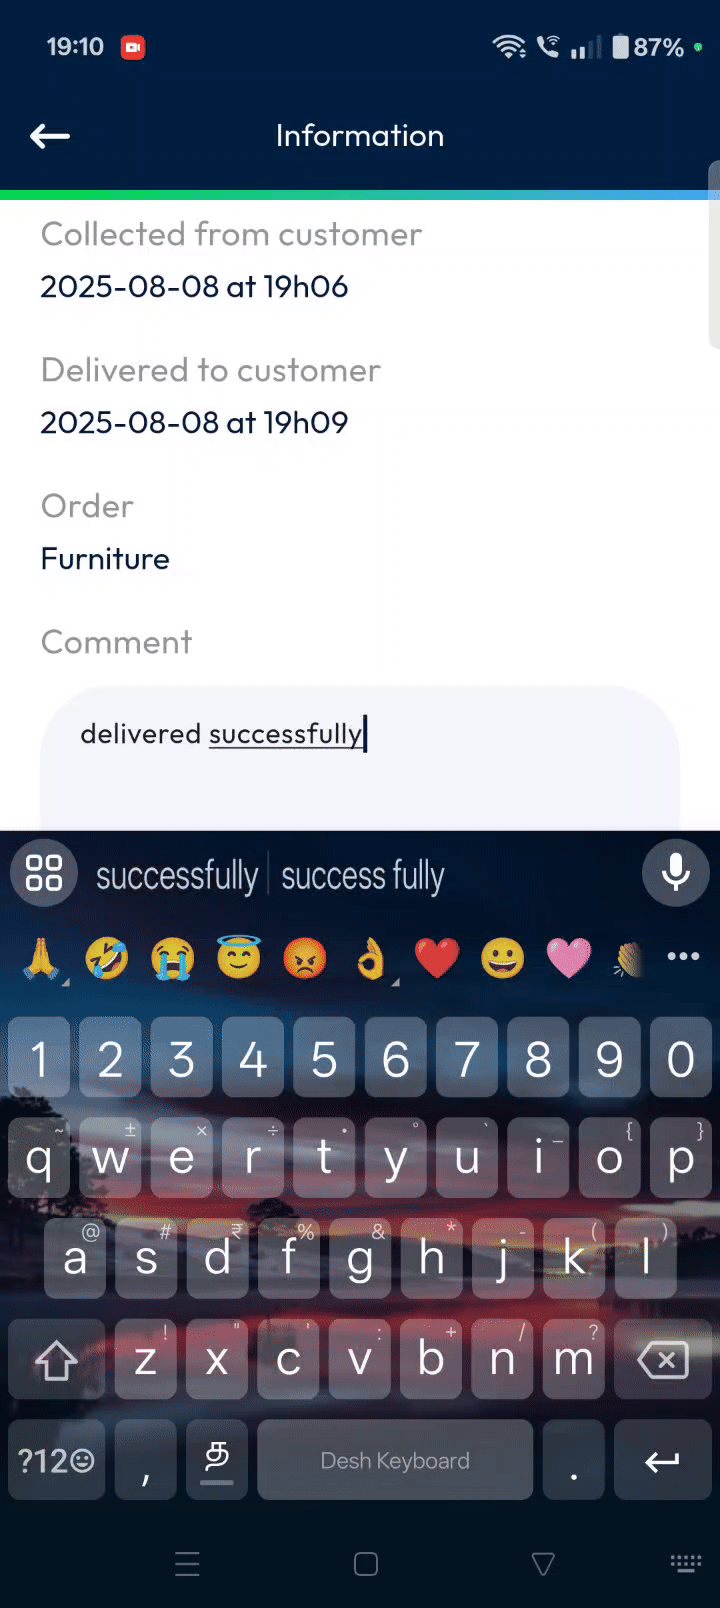 19:10 87%
Information
Collected from customer
2025-08-08 at 19h06
Delivered to customer
2025-08-08 at 19h09
Order
Furniture
Comment
delivered successfully
successfully success fully
1 2 3 4 5 6 7 8 9 0
~ ± × ÷ • ° ` _ { }
q w e r t y u i o p
@ # ₹ % & * - ( )
a s d f g h j k l
! " ' : + / ?
z x c v b n m
?12 , த Desh Keyboard .